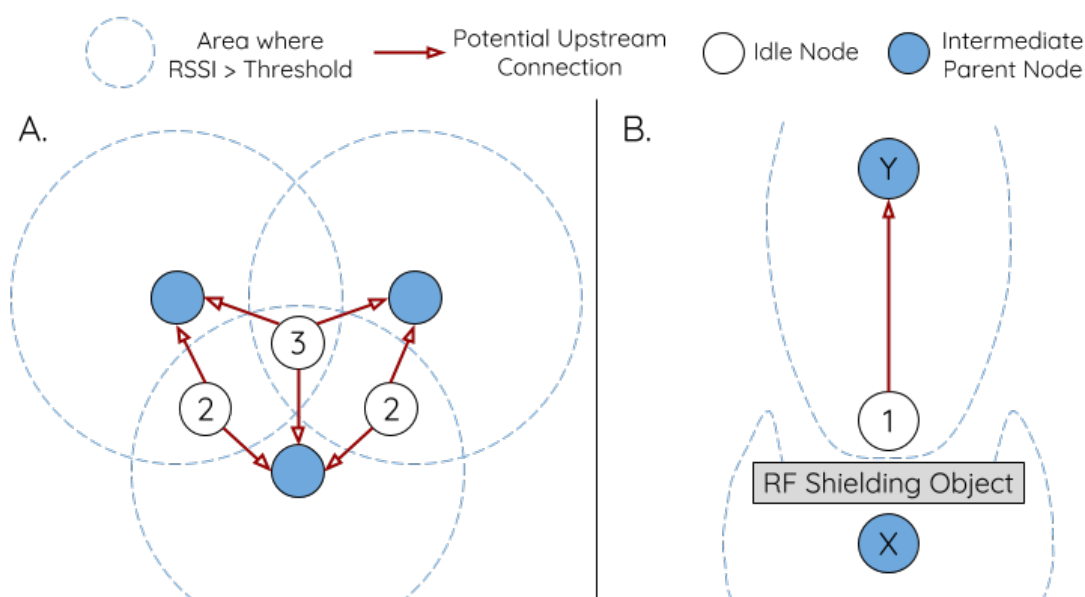 Area where
RSSI > Threshold
Potential Upstream
Connection
Idle Node
Intermediate
Parent Node
A.
3
2
2
B.
Y
1
RF Shielding Object
X